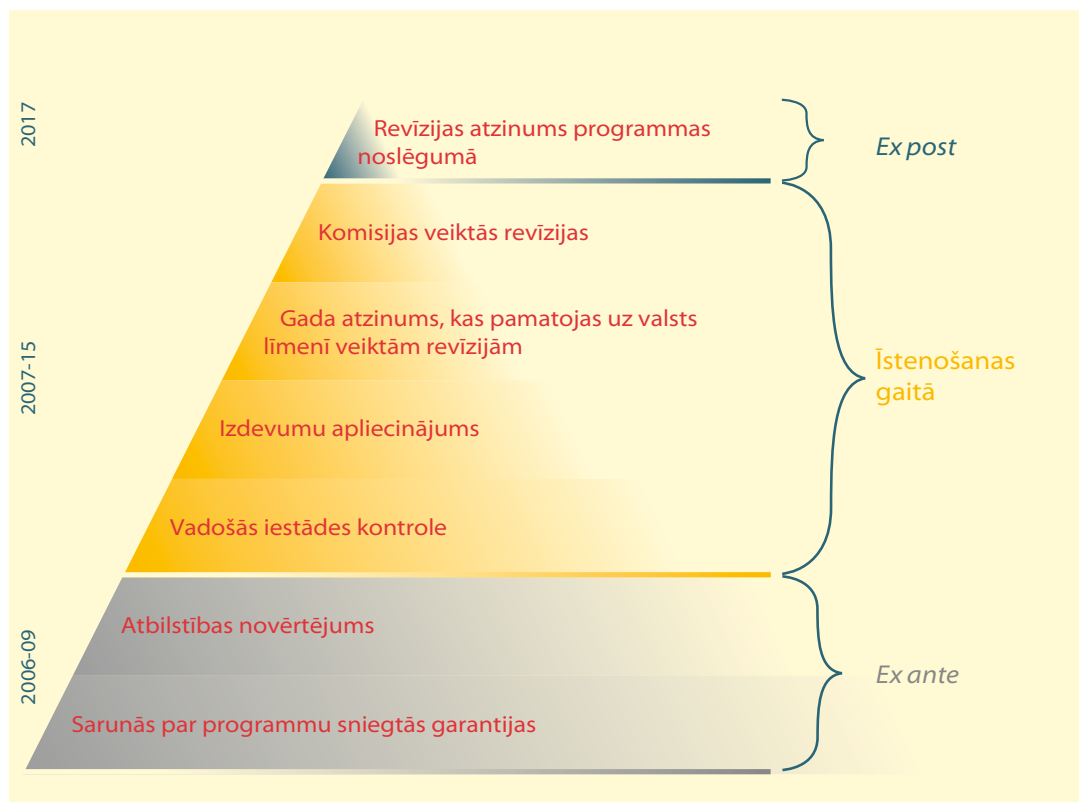 2017
Revīzijas atzinums programmas
noslēgumā
Ex post
Komisijas veiktās revīzijas
2007-15
Gada atzinums, kas pamatojas uz valsts
līmenī veiktām revīzijām
Īstenošanas
gaitā
Izdevumu apliecinājums
Vadošās iestādes kontrole
2006-09
Atbilstības novērtējums
Ex ante
Sarunās par programmu sniegtās garantijas